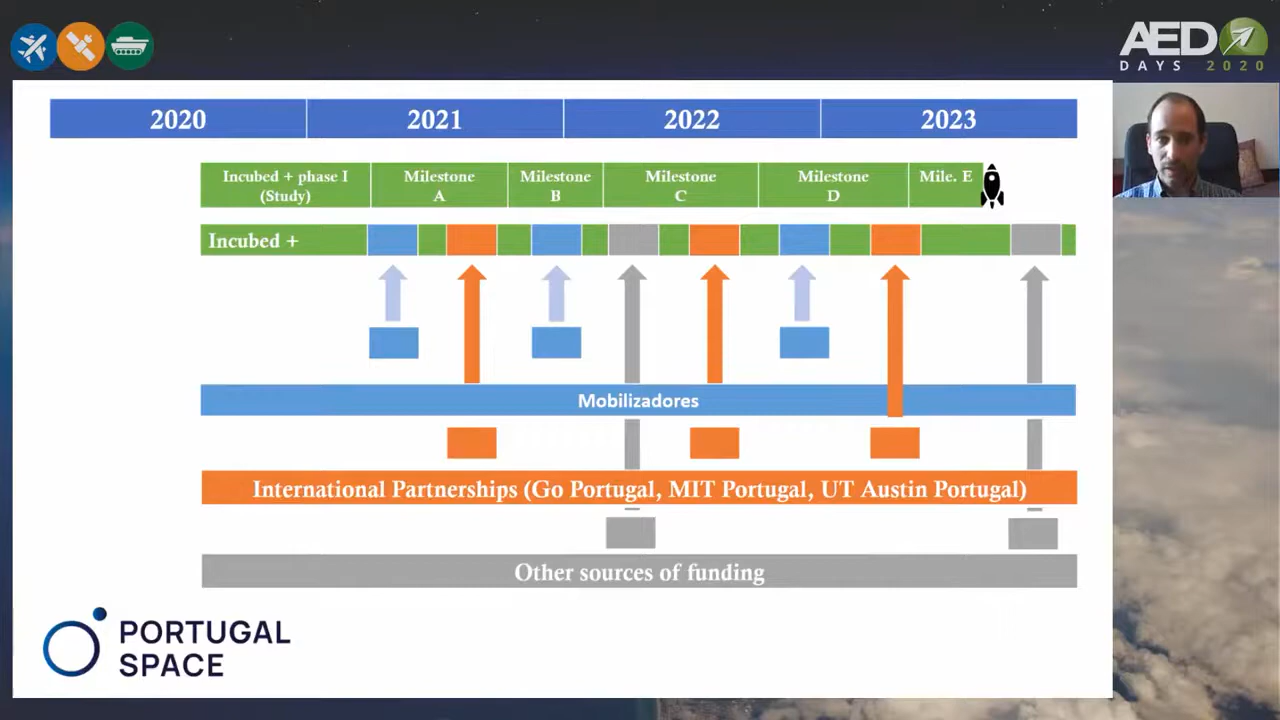 AED
DAYS 2020
2020
2021
2022
2023
Incubed + phase I
(Study)
Milestone
A
Milestone
B
Milestone
C
Milestone
D
Mile. E
Incubed +
Mobilizadores
International Partnerships (Go Portugal, MIT Portugal, UT Austin Portugal)
Other sources of funding
PORTUGAL
SPACE